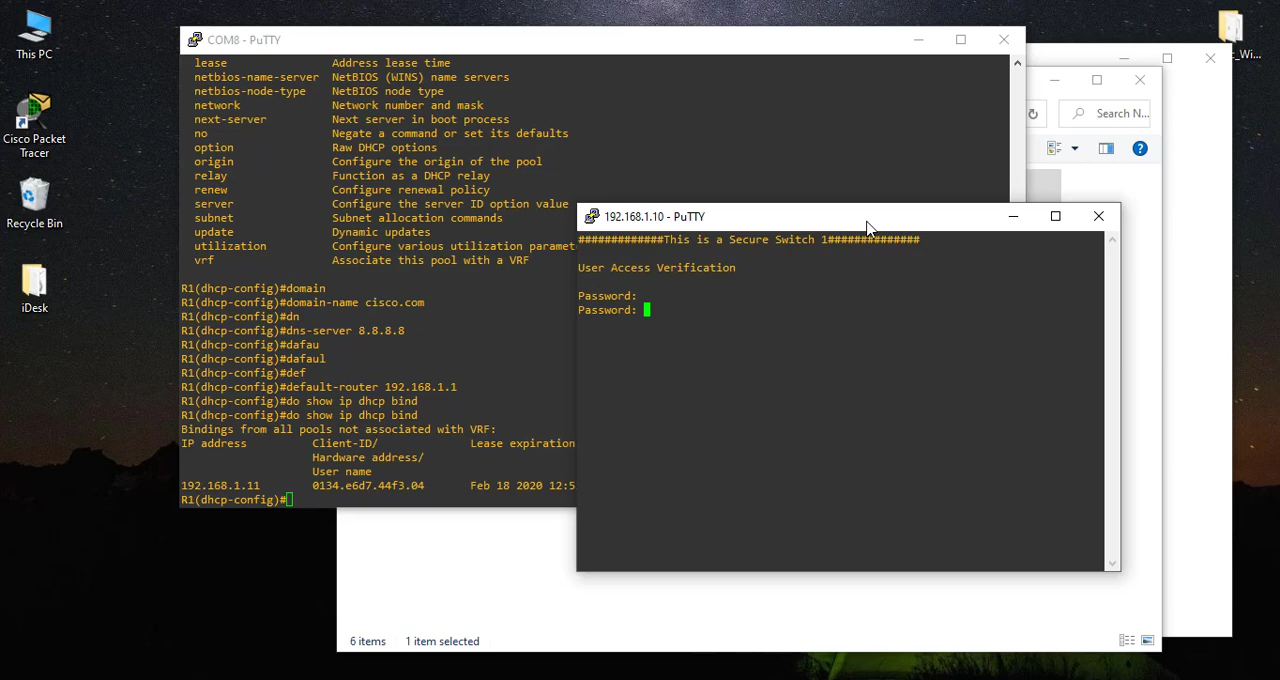 This PC
Cisco Packet
Tracer
Recycle Bin
iDesk
COM8 - PuTTY
lease Address lease time
netbios-name-server NetBIOS (WINS) name servers
netbios-node-type NetBIOS node type
network Network number and mask
next-server Next server in boot process
no Negate a command or set its defaults
option Raw DHCP options
origin Configure the origin of the pool
relay Function as a DHCP relay
renew Configure renewal policy
server Configure the server ID option value
subnet Subnet allocation commands
update Dynamic updates
utilization Configure various utilization paramet
vrf Associate this pool with a VRF
R1(dhcp-config)#domain
R1(dhcp-config)#domain-name cisco.com
R1(dhcp-config)#dn
R1(dhcp-config)#dns-server 8.8.8.8
R1(dhcp-config)#dafau
R1(dhcp-config)#dafaul
R1(dhcp-config)#def
R1(dhcp-config)#default-router 192.168.1.1
R1(dhcp-config)#do show ip dhcp bind
R1(dhcp-config)#do show ip dhcp bind
Bindings from all pools not associated with VRF:
IP address Client-ID/ Lease expiration
Hardware address/
User name
192.168.1.11 0134.e6d7.44f3.04 Feb 18 2020 12:5
R1(dhcp-config)#
192.168.1.10 - PuTTY
#############This is a Secure Switch 1##############
User Access Verification
Password:
Password:
Search N...
c_Wi...
6 items 1 item selected